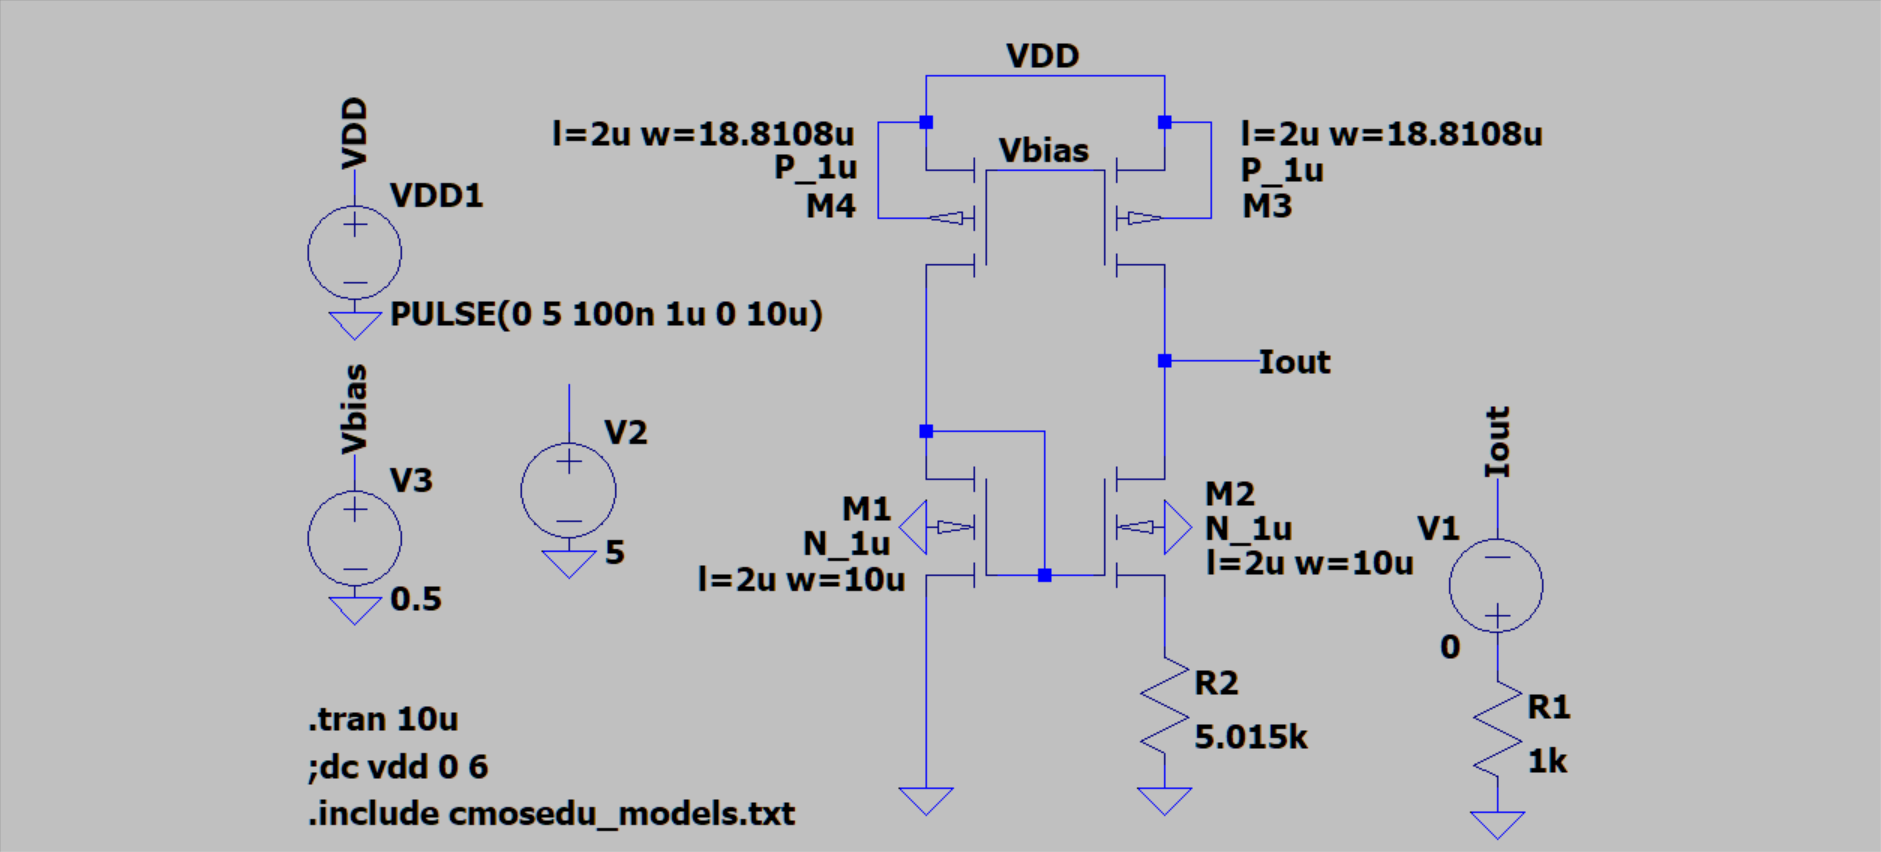 VDD
VDD
l=2u w=18.8108u
P_1u
M4
Vbias
l=2u w=18.8108u
P_1u
M3
VDD1
PULSE(0 5 100n 1u 0 10u)
Vbias
V3
0.5
V2
5
Iout
M1
N_1u
l=2u w=10u
M2
N_1u
l=2u w=10u
Iout
V1
0
R2
5.015k
R1
1k
.tran 10u
;dc vdd 0 6
.include cmosedu_models.txt